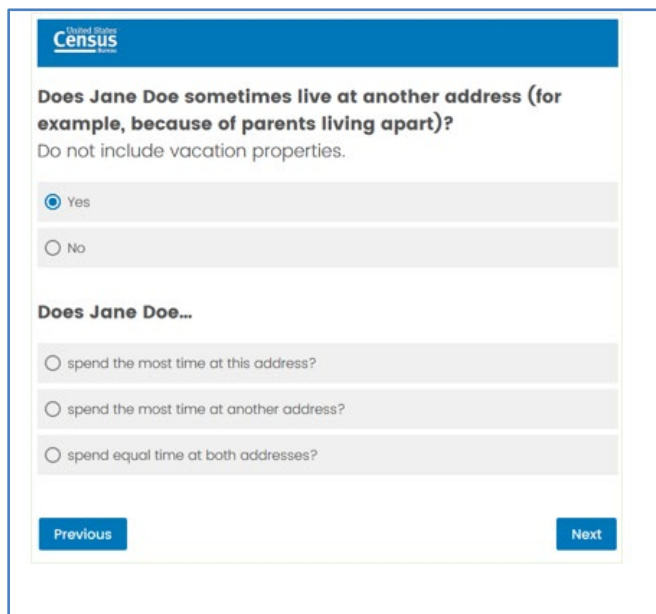 United States
Census
Bureau
Does Jane Doe sometimes live at another address (for
example, because of parents living apart)?
Do not include vacation properties.
Yes
No
Does Jane Doe...
spend the most time at this address?
spend the most time at another address?
spend equal time at both addresses?
Previous
Next